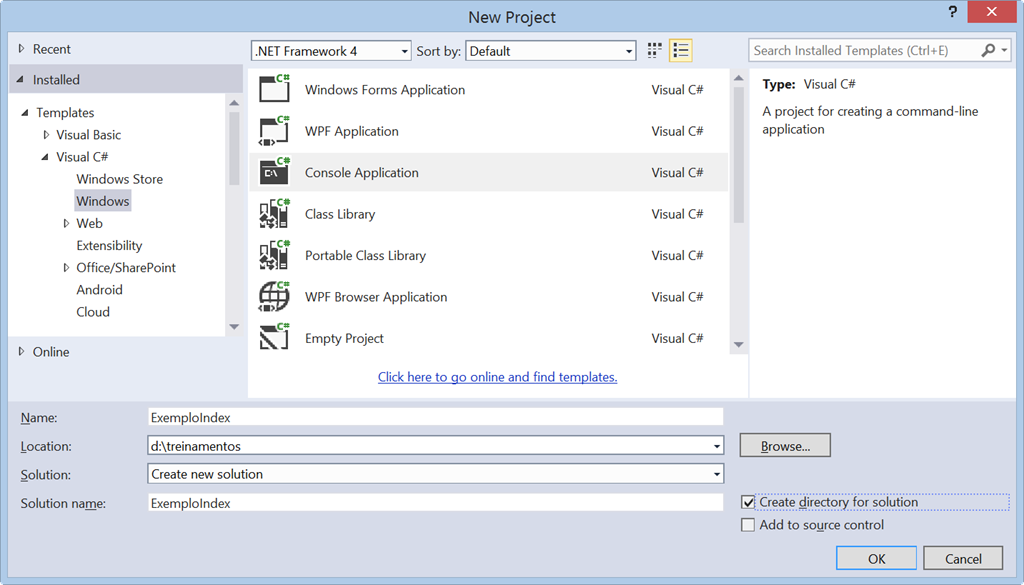 New Project
?
Recent
Installed
Templates
Visual Basic
Visual C#
Windows Store
Windows
Web
Extensibility
Office/SharePoint
Android
Cloud
Online
.NET Framework 4 Sort by: Default
C# Windows Forms Application Visual C#
C# WPF Application Visual C#
C# C:\ Console Application Visual C#
C# Class Library Visual C#
C# Portable Class Library Visual C#
C# WPF Browser Application Visual C#
C# Empty Project Visual C#
Click here to go online and find templates.
Search Installed Templates (Ctrl+E)
Type: Visual C#
A project for creating a command-line
application
Name: ExemploIndex
Location: d:\treinamentos Browse...
Solution: Create new solution
Solution name: ExemploIndex
Create directory for solution
Add to source control
OK Cancel